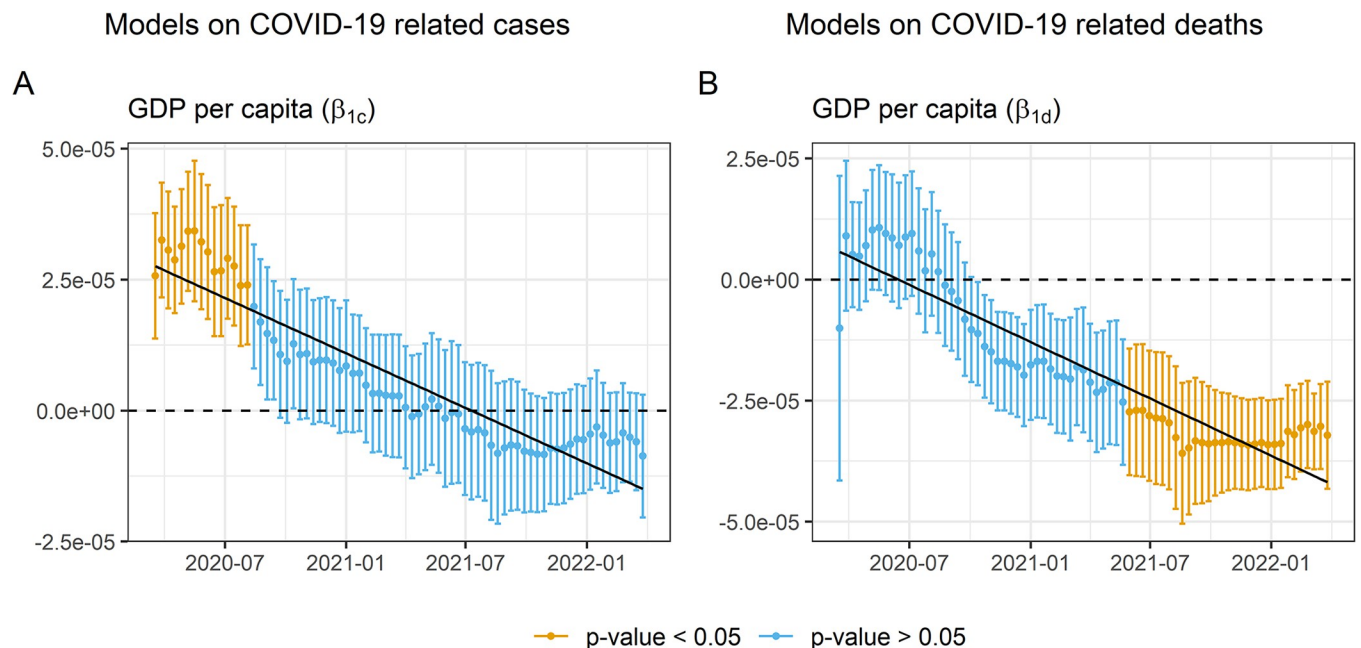 Models on COVID-19 related cases
Models on COVID-19 related deaths
A
GDP per capita (β1c)
5.0e-05
2.5e-05
0.0e+00
-2.5e-05
2020-07
2021-01
2021-07
2022-01
B
GDP per capita (β1d)
2.5e-05
0.0e+00
-2.5e-05
-5.0e-05
2020-07
2021-01
2021-07
2022-01
p-value < 0.05
p-value > 0.05